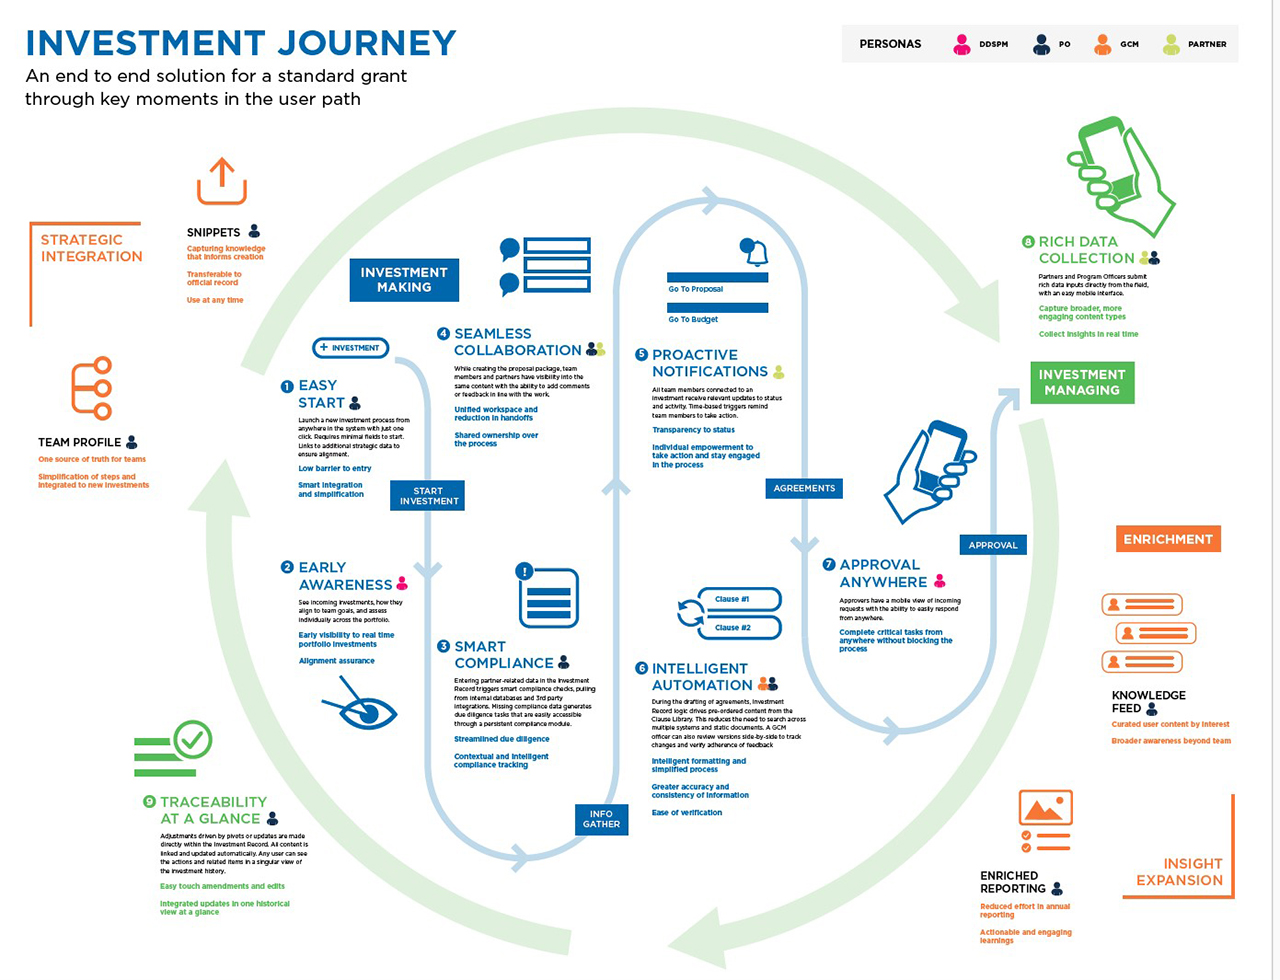 INVESTMENT JOURNEY
An end to end solution for a standard grant
through key moments in the user path
PERSONAS
DDSPM
PO
GCM
PARTNER
STRATEGIC
INTEGRATION
SNIPPETS
Capturing knowledge
that informs creation
Transferable to
official record
Use at any time
TEAM PROFILE
One source of truth for teams
Simplification of steps and
integrated to new investments
INVESTMENT
MAKING
+ INVESTMENT
1 EASY
START
Launch a new investment process from
anywhere in the system with just one
click. Requires minimal fields to start.
Links to additional strategic data to
ensure alignment.
Low barrier to entry
Smart integration
and simplification
START
INVESTMENT
2 EARLY
AWARENESS
See incoming investments, how they
align to team goals, and assess
individually across the portfolio.
Early visibility to real time
portfolio investments
Alignment assurance
!
3 SMART
COMPLIANCE
Entering partner-related data in the Investment
Record triggers smart compliance checks, pulling
from internal databases and 3rd party
integrations. Missing compliance data generates
due diligence tasks that are easily accessible
through a persistent compliance module.
Streamlined due diligence
Contextual and intelligent
compliance tracking
INFO
GATHER
4 SEAMLESS
COLLABORATION
While creating the proposal package, team
members and partners have visibility into the
same content with the ability to add comments
or feedback in line with the work.
Unified workspace and
reduction in handoffs
Shared ownership over
the process
Go To Proposal
Go To Budget
5 PROACTIVE
NOTIFICATIONS
All team members connected to an
investment receive relevant updates to status
and activity. Time-based triggers remind
team members to take action.
Transparency to status
Individual empowerment to
take action and stay engaged
in the process
AGREEMENTS
Clause #1
Clause #2
6 INTELLIGENT
AUTOMATION
During the drafting of agreements, Investment
Record logic drives pre-ordered content from the
Clause Library. This reduces the need to search across
multiple systems and static documents. A GCM
officer can also review versions side-by-side to track
changes and verify adherence of feedback
Intelligent formatting and
simplified process
Greater accuracy and
consistency of information
Ease of verification
7 APPROVAL
ANYWHERE
Approvers have a mobile view of incoming
requests with the ability to easily respond
from anywhere.
Complete critical tasks from
anywhere without blocking the
process
APPROVAL
8 RICH DATA
COLLECTION
Partners and Program Officers submit
rich data inputs directly from the field,
with an easy mobile interface.
Capture broader, more
engaging content types
Collect insights in real time
INVESTMENT
MANAGING
ENRICHMENT
KNOWLEDGE
FEED
Curated user content by interest
Broader awareness beyond team
ENRICHED
REPORTING
Reduced effort in annual
reporting
Actionable and engaging
learnings
INSIGHT
EXPANSION
9 TRACEABILITY
AT A GLANCE
Adjustments driven by pivots or updates are made
directly within the Investment Record. All content is
linked and updated automatically. Any user can see
the actions and related items in a singular view of
the investment history.
Easy touch amendments and edits
Integrated updates in one historical
view at a glance